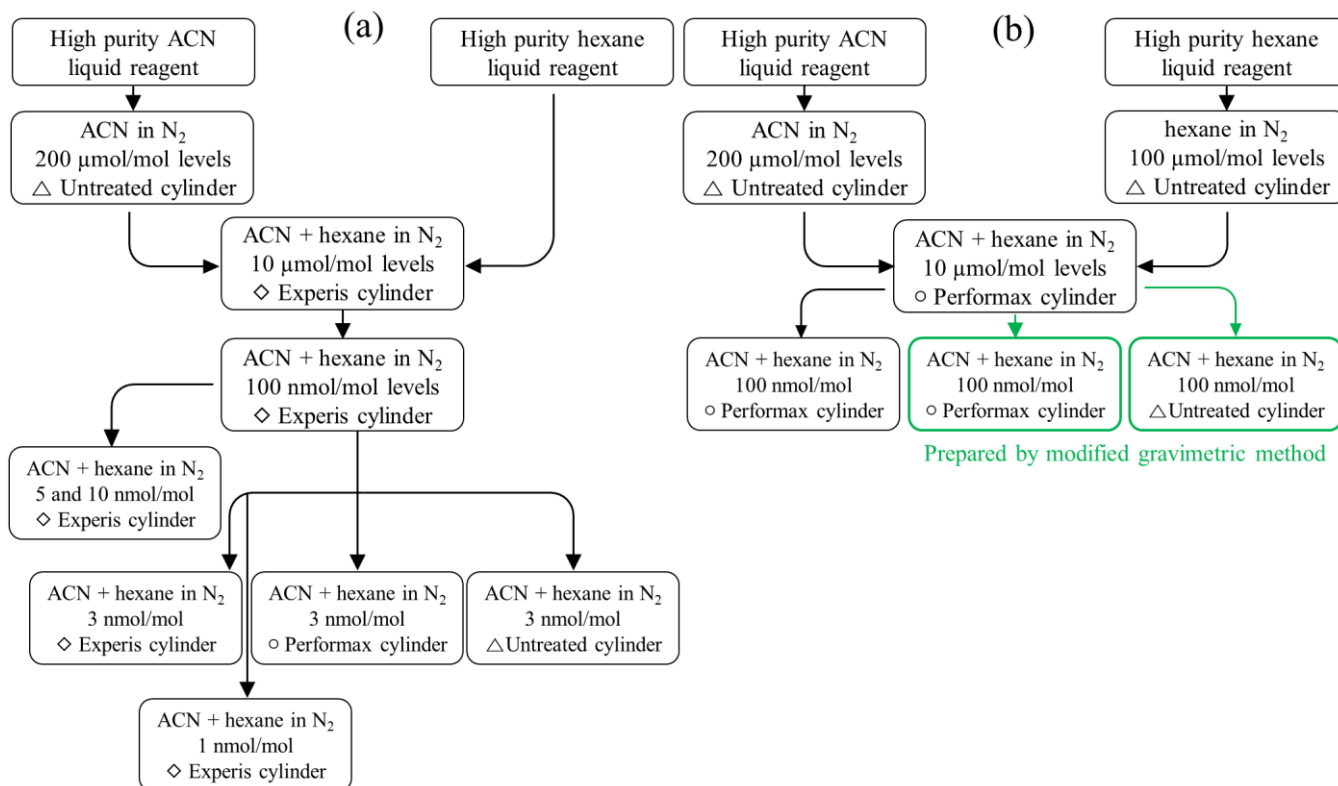 (a)
High purity ACN
liquid reagent
High purity hexane
liquid reagent
ACN in N₂
200 µmol/mol levels
△ Untreated cylinder
ACN + hexane in N₂
10 µmol/mol levels
◇ Experis cylinder
ACN + hexane in N₂
100 nmol/mol levels
◇ Experis cylinder
ACN + hexane in N₂
5 and 10 nmol/mol
◇ Experis cylinder
ACN + hexane in N₂
3 nmol/mol
◇ Experis cylinder
ACN + hexane in N₂
3 nmol/mol
○ Performax cylinder
ACN + hexane in N₂
3 nmol/mol
△Untreated cylinder
ACN + hexane in N₂
1 nmol/mol
◇ Experis cylinder
(b)
High purity ACN
liquid reagent
High purity hexane
liquid reagent
ACN in N₂
200 µmol/mol levels
△ Untreated cylinder
hexane in N₂
100 µmol/mol levels
△ Untreated cylinder
ACN + hexane in N₂
10 µmol/mol levels
○ Performax cylinder
ACN + hexane in N₂
100 nmol/mol
○ Performax cylinder
ACN + hexane in N₂
100 nmol/mol
○ Performax cylinder
ACN + hexane in N₂
100 nmol/mol
△Untreated cylinder
Prepared by modified gravimetric method